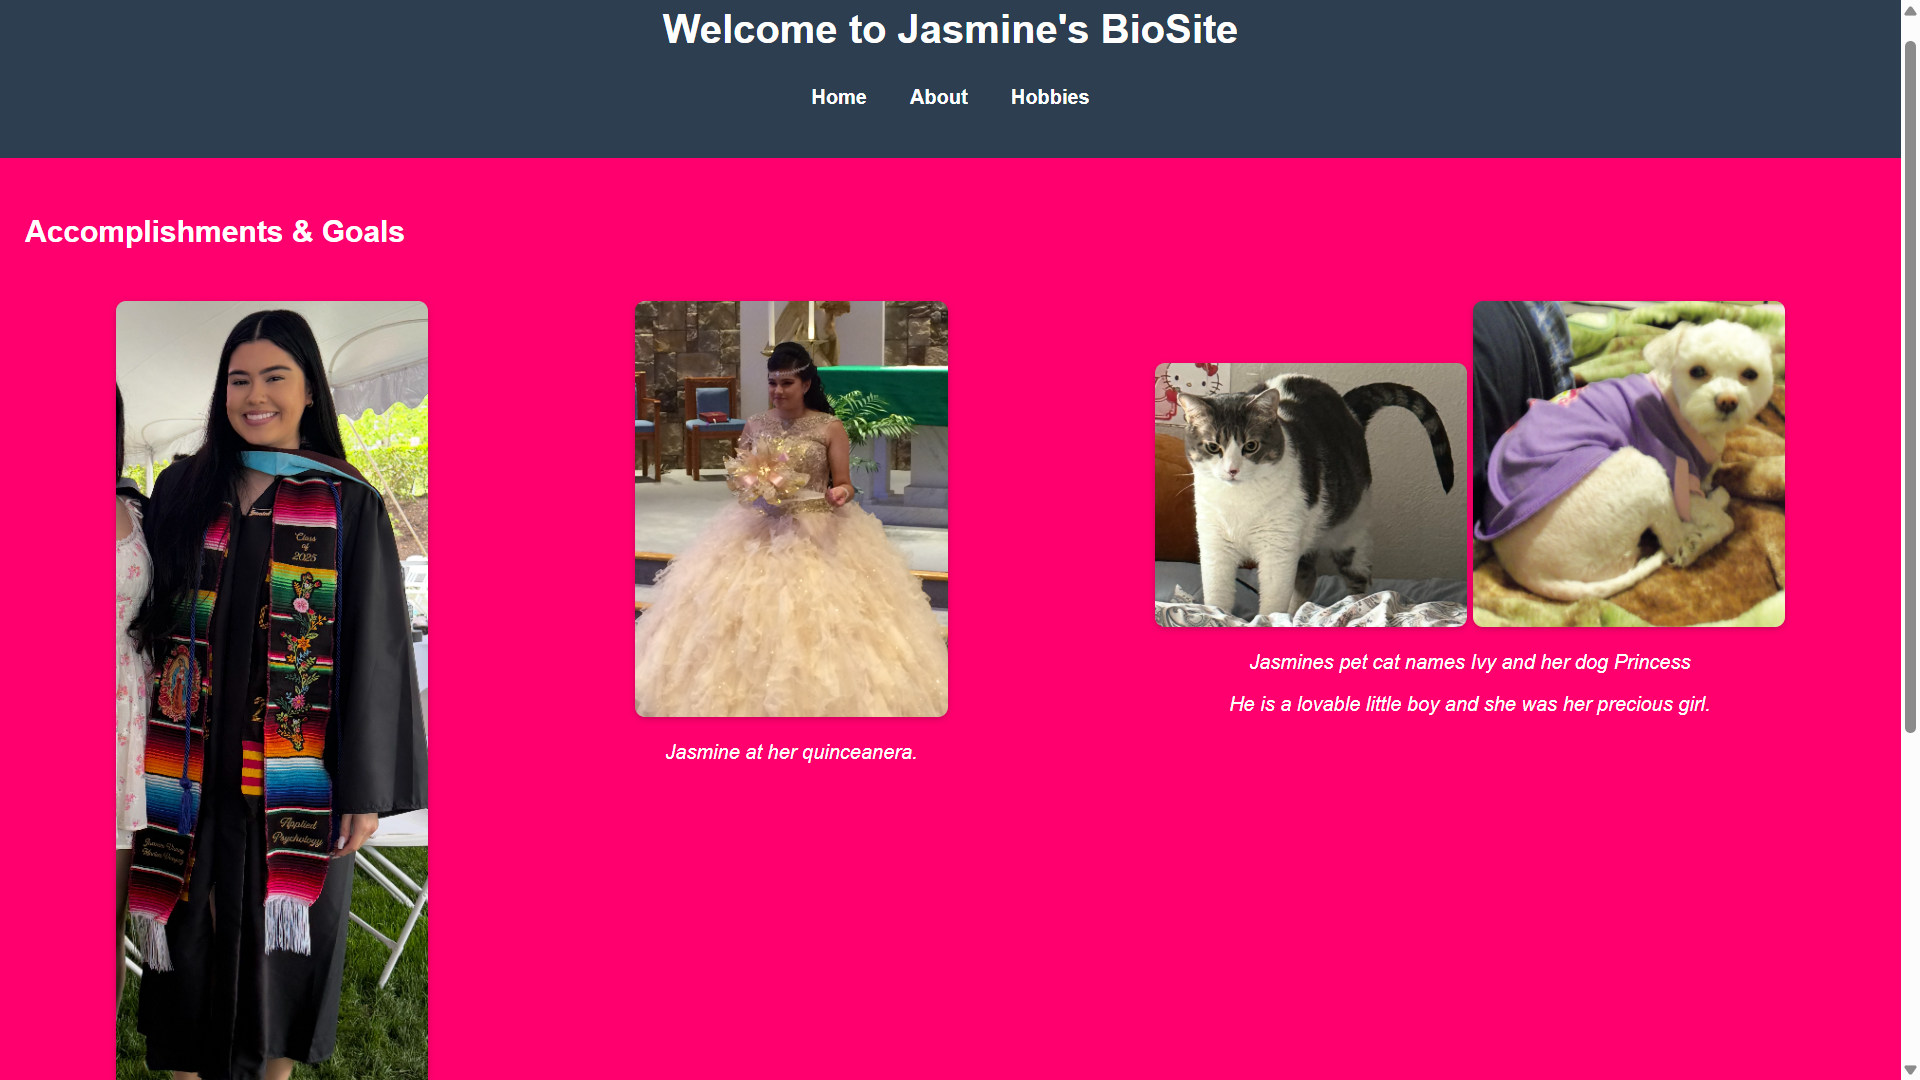 Welcome to Jasmine's BioSite
Home About Hobbies
Accomplishments & Goals
Class
of
2025
Applied
Psychology
Jasmine at her quinceanera.
Jasmines pet cat names Ivy and her dog Princess
He is a lovable little boy and she was her precious girl.